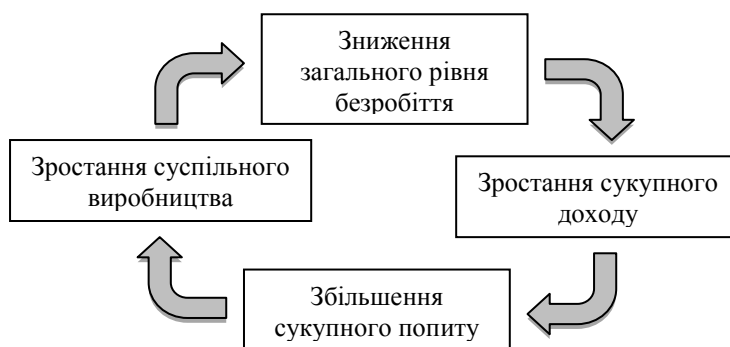 Зниження
загального рівня
безробіття
Зростання сукупного
доходу
Збільшення
сукупного попиту
Зростання суспільного
виробництва